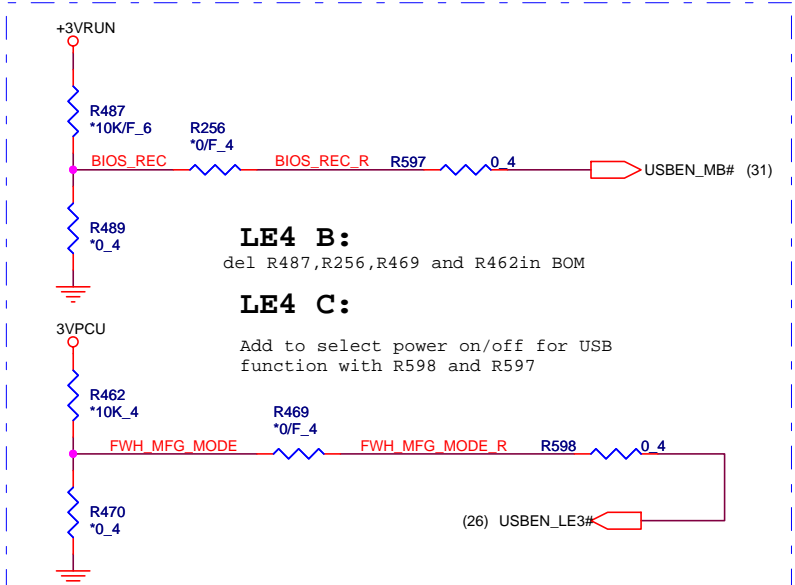 +3VRUN
R487
*10K/F_6
R256
*0/F_4
BIOS_REC
BIOS_REC_R
R597
0_4
USBEN_MB# (31)
R489
*0_4
LE4 B:
del R487,R256,R469 and R462in BOM
LE4 C:
Add to select power on/off for USB
function with R598 and R597
3VPCU
R462
*10K_4
R469
*0/F_4
FWH_MFG_MODE
FWH_MFG_MODE_R
R598
0_4
R470
*0_4
(26) USBEN_LE3#